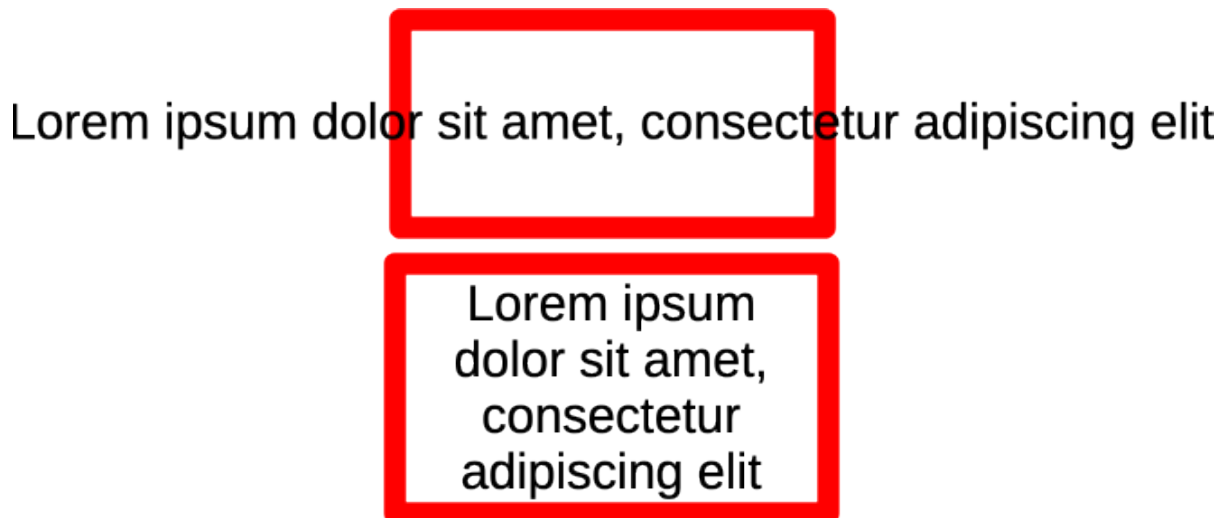 Lorem ipsum dolor sit amet, consectetur adipiscing elit
Lorem ipsum
dolor sit amet,
consectetur
adipiscing elit